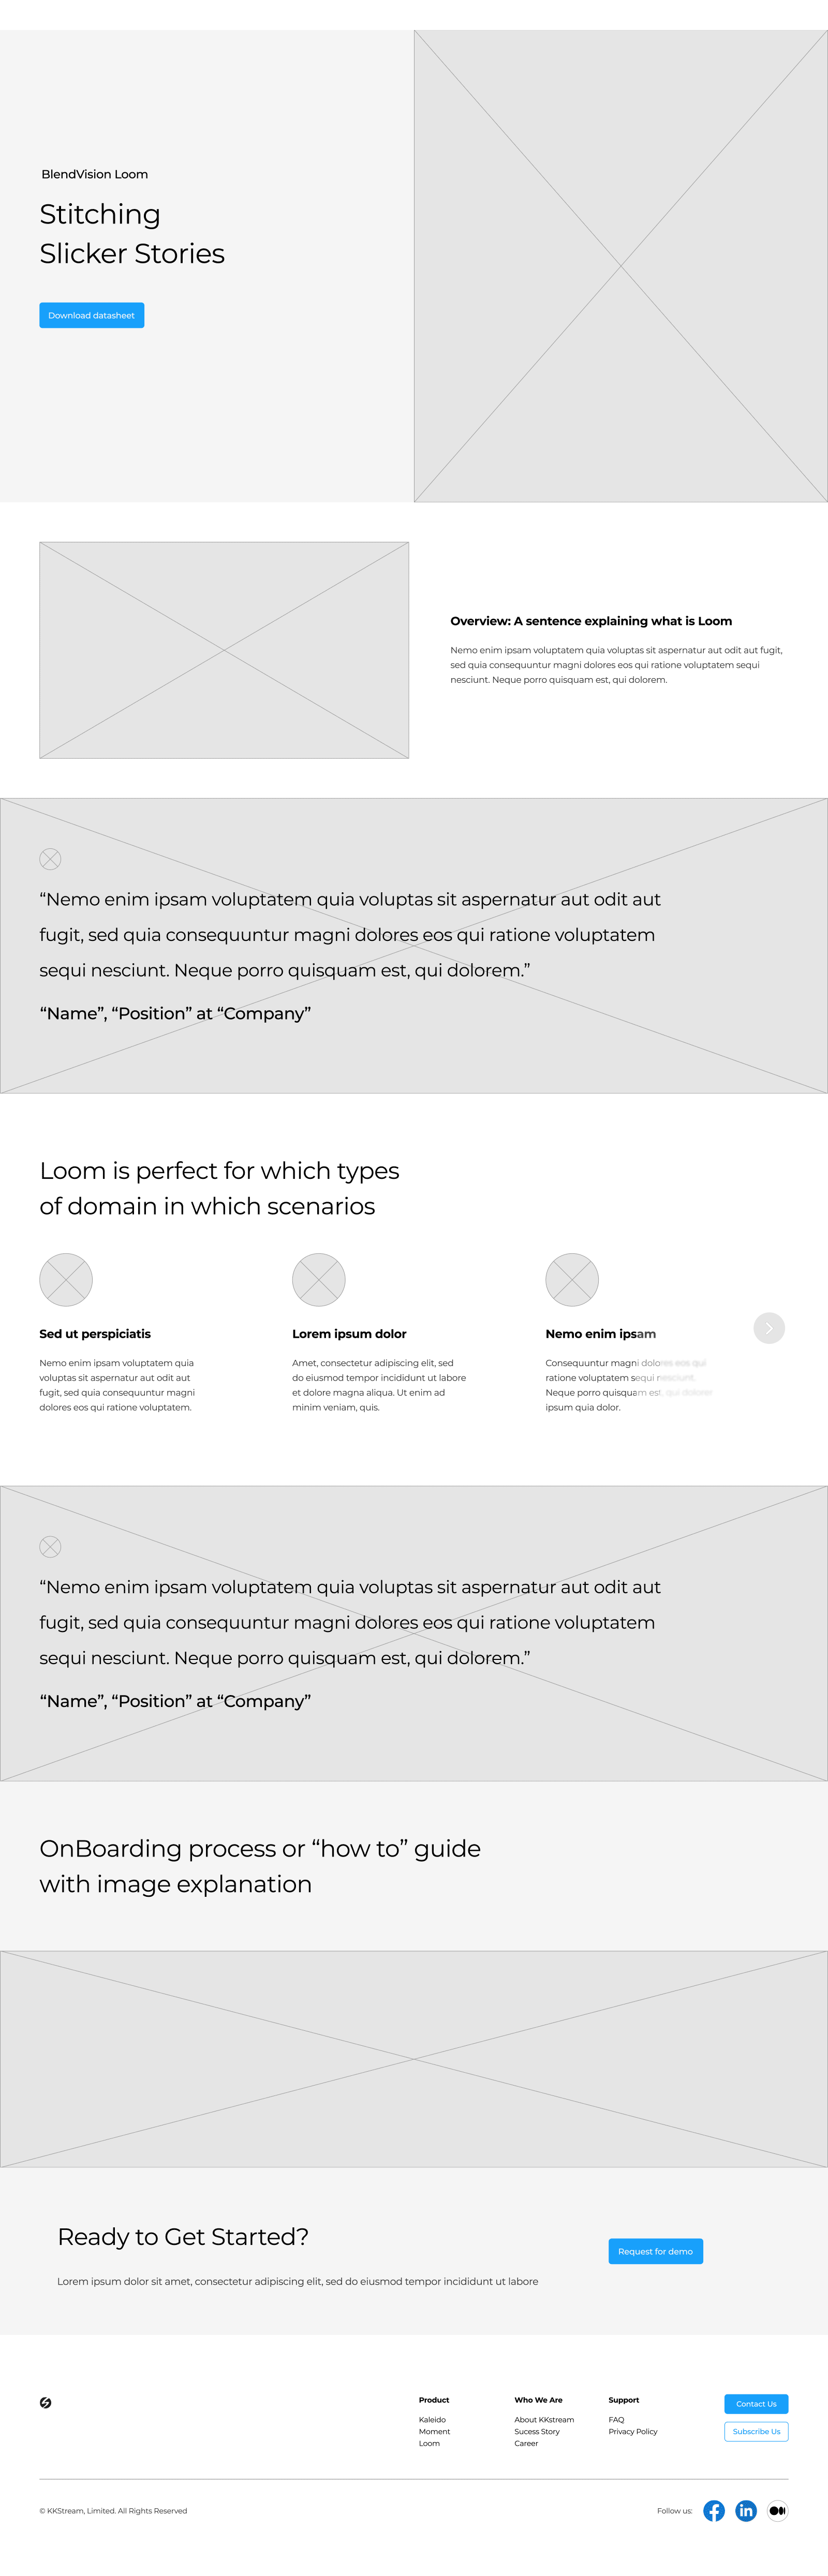 BlendVision Loom
Stitching
Slicker Stories
Download datasheet
Overview: A sentence explaining what is Loom
Nemo enim ipsam voluptatem quia voluptas sit aspernatur aut odit aut fugit,
sed quia consequuntur magni dolores eos qui ratione voluptatem sequi
nesciunt. Neque porro quisquam est, qui dolorem.
“Nemo enim ipsam voluptatem quia voluptas sit aspernatur aut odit aut
fugit, sed quia consequuntur magni dolores eos qui ratione voluptatem
sequi nesciunt. Neque porro quisquam est, qui dolorem.”
“Name”, “Position” at “Company”
Loom is perfect for which types
of domain in which scenarios
Sed ut perspiciatis
Nemo enim ipsam voluptatem quia
voluptas sit aspernatur aut odit aut
fugit, sed quia consequuntur magni
dolores eos qui ratione voluptatem.
Lorem ipsum dolor
Amet, consectetur adipiscing elit, sed
do eiusmod tempor incididunt ut labore
et dolore magna aliqua. Ut enim ad
minim veniam, quis.
Nemo enim ipsam
Consequuntur magni dolores eos qui
ratione voluptatem sequi nesciunt.
Neque porro quisquam est, qui dolorem
ipsum quia dolor.
“Nemo enim ipsam voluptatem quia voluptas sit aspernatur aut odit aut
fugit, sed quia consequuntur magni dolores eos qui ratione voluptatem
sequi nesciunt. Neque porro quisquam est, qui dolorem.”
“Name”, “Position” at “Company”
OnBoarding process or “how to” guide
with image explanation
Ready to Get Started?
Lorem ipsum dolor sit amet, consectetur adipiscing elit, sed do eiusmod tempor incididunt ut labore
Request for demo
Product
Kaleido
Moment
Loom
Who We Are
About KKstream
Sucess Story
Career
Support
FAQ
Privacy Policy
Contact Us
Subscribe Us
© KKStream, Limited. All Rights Reserved
Follow us: